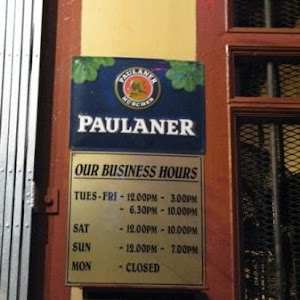 PAULANER
MÜNCHEN
PAULANER
OUR BUSINESS HOURS
TUES-FRI - 12.00PM - 3.00PM
- 6.30PM - 10.00PM
SAT - 12.00PM - 10.00PM
SUN - 12.00PM - 7.00PM
MON - CLOSED